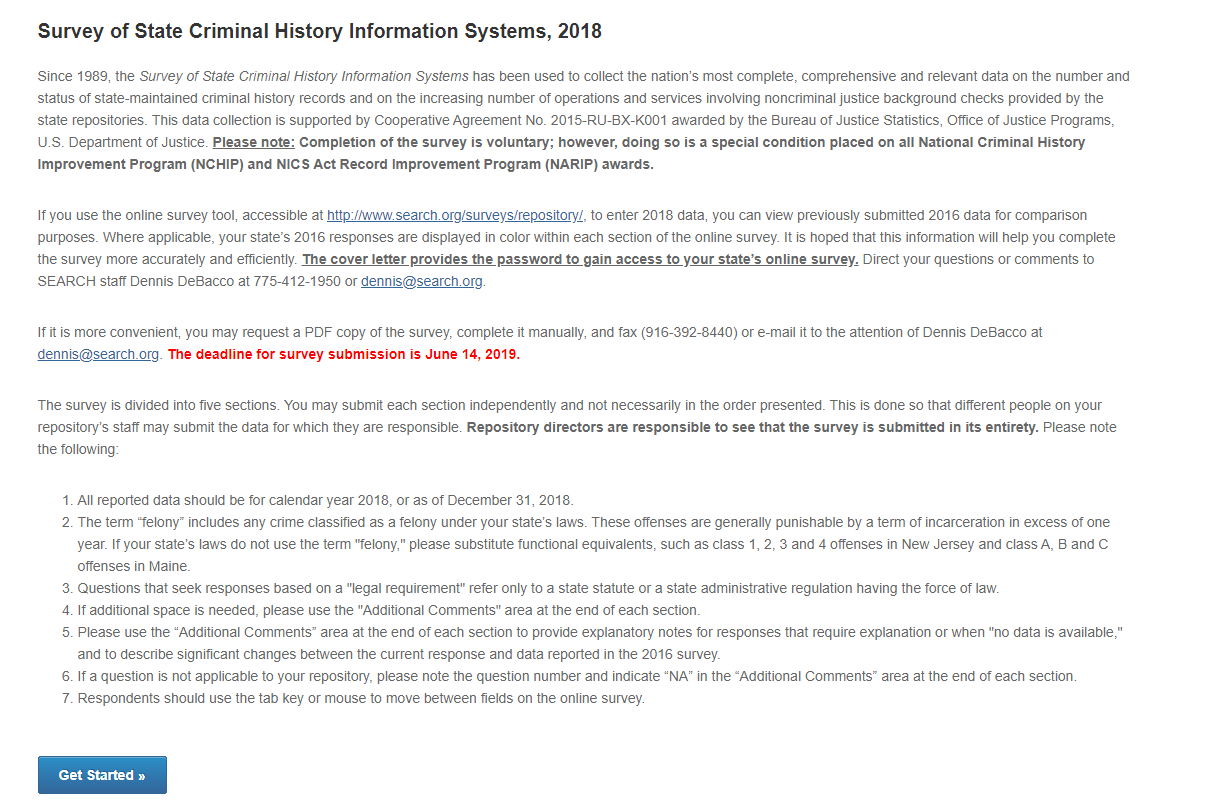 Survey of State Criminal History Information Systems, 2018
Since 1989, the Survey of State Criminal History Information Systems has been used to collect the nation’s most complete, comprehensive and relevant data on the number and
status of state-maintained criminal history records and on the increasing number of operations and services involving noncriminal justice background checks provided by the
state repositories. This data collection is supported by Cooperative Agreement No. 2015-RU-BX-K001 awarded by the Bureau of Justice Statistics, Office of Justice Programs,
U.S. Department of Justice. Please note: Completion of the survey is voluntary; however, doing so is a special condition placed on all National Criminal History
Improvement Program (NCHIP) and NICS Act Record Improvement Program (NARIP) awards.
If you use the online survey tool, accessible at http://www.search.org/surveys/repository/, to enter 2018 data, you can view previously submitted 2016 data for comparison
purposes. Where applicable, your state’s 2016 responses are displayed in color within each section of the online survey. It is hoped that this information will help you complete
the survey more accurately and efficiently. The cover letter provides the password to gain access to your state’s online survey. Direct your questions or comments to
SEARCH staff Dennis DeBacco at 775-412-1950 or dennis@search.org.
If it is more convenient, you may request a PDF copy of the survey, complete it manually, and fax (916-392-8440) or e-mail it to the attention of Dennis DeBacco at
dennis@search.org. The deadline for survey submission is June 14, 2019.
The survey is divided into five sections. You may submit each section independently and not necessarily in the order presented. This is done so that different people on your
repository’s staff may submit the data for which they are responsible. Repository directors are responsible to see that the survey is submitted in its entirety. Please note
the following:
1. All reported data should be for calendar year 2018, or as of December 31, 2018.
2. The term “felony” includes any crime classified as a felony under your state’s laws. These offenses are generally punishable by a term of incarceration in excess of one
year. If your state’s laws do not use the term "felony," please substitute functional equivalents, such as class 1, 2, 3 and 4 offenses in New Jersey and class A, B and C
offenses in Maine.
3. Questions that seek responses based on a "legal requirement" refer only to a state statute or a state administrative regulation having the force of law.
4. If additional space is needed, please use the "Additional Comments" area at the end of each section.
5. Please use the “Additional Comments” area at the end of each section to provide explanatory notes for responses that require explanation or when "no data is available,"
and to describe significant changes between the current response and data reported in the 2016 survey.
6. If a question is not applicable to your repository, please note the question number and indicate “NA” in the “Additional Comments” area at the end of each section.
7. Respondents should use the tab key or mouse to move between fields on the online survey.
Get Started »